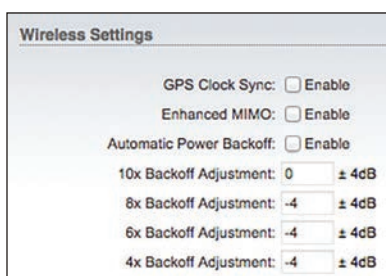 Wireless Settings
GPS Clock Sync: Enable
Enhanced MIMO: Enable
Automatic Power Backoff: Enable
10x Backoff Adjustment: 0 ± 4dB
8x Backoff Adjustment: -4 ± 4dB
6x Backoff Adjustment: -4 ± 4dB
4x Backoff Adjustment: -4 ± 4dB